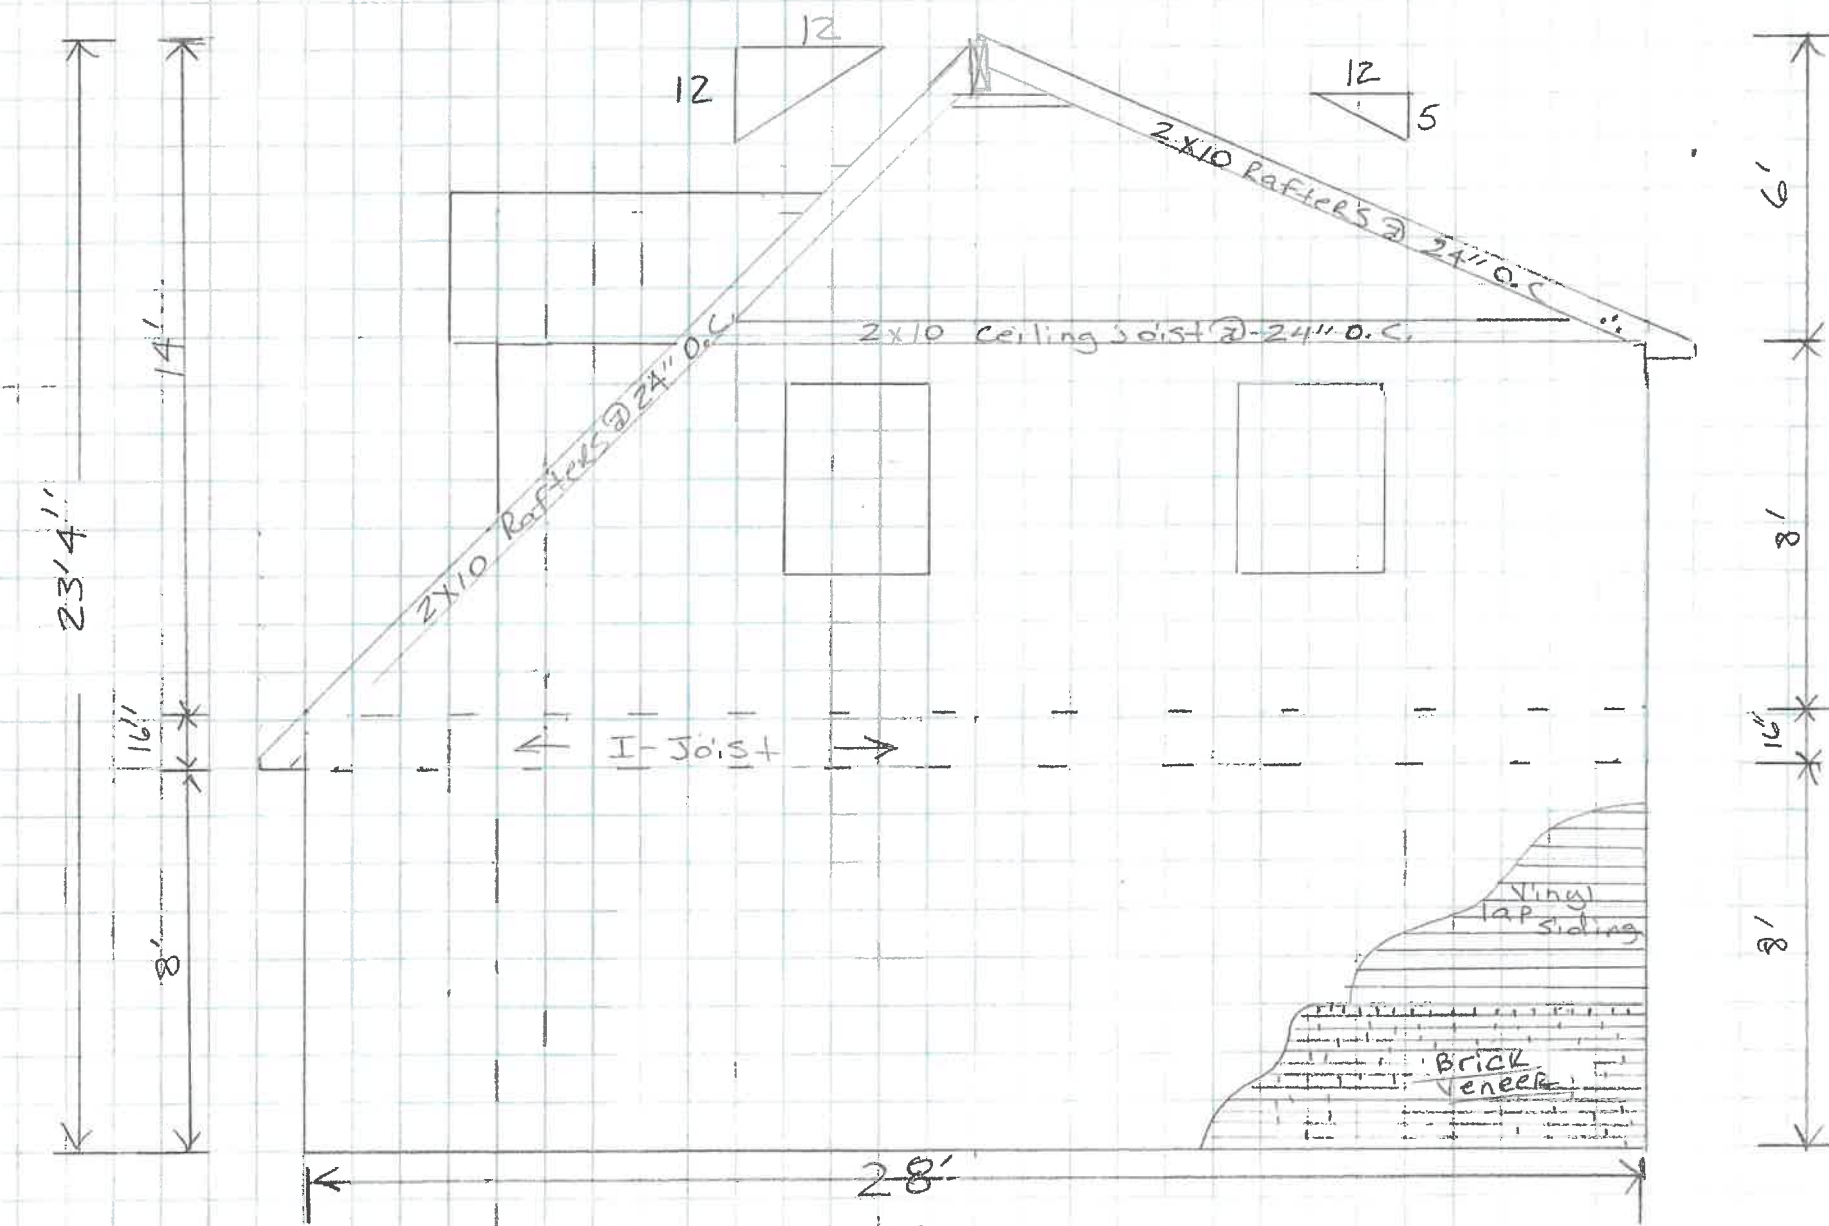 12
12
12
5
2X10 Rafters @ 24" O.C
6'
14'
2x10 Ceiling Joist @ 24" O.C.
2X10 Rafters @ 24" O.C.
8'
23' 4"
16"
16"
I-Joist
Vinyl
lap
Siding
8'
8'
Brick
Veneer
28'